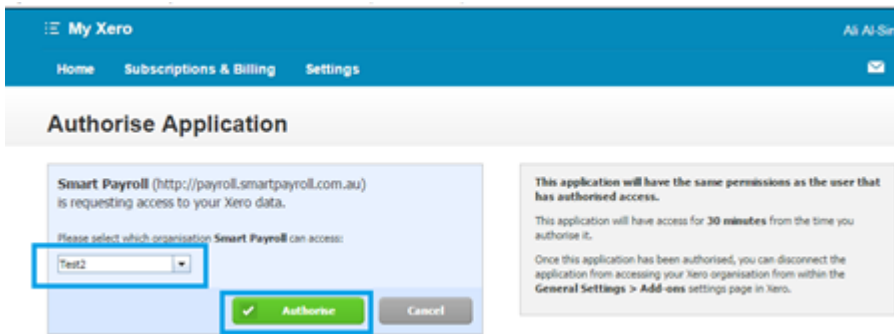 My Xero
Ali Al-Sir
Home Subscriptions & Billing Settings
Authorise Application
Smart Payroll (http://payroll.smartpayroll.com.au)
is requesting access to your Xero data.
Please select which organisation Smart Payroll can access:
Test2
Authorise Cancel
This application will have the same permissions as the user that
has authorised access.
This application will have access for 30 minutes from the time you
authorise it.
Once this application has been authorised, you can disconnect the
application from accessing your Xero organisation from within the
General Settings > Add-ons settings page in Xero.